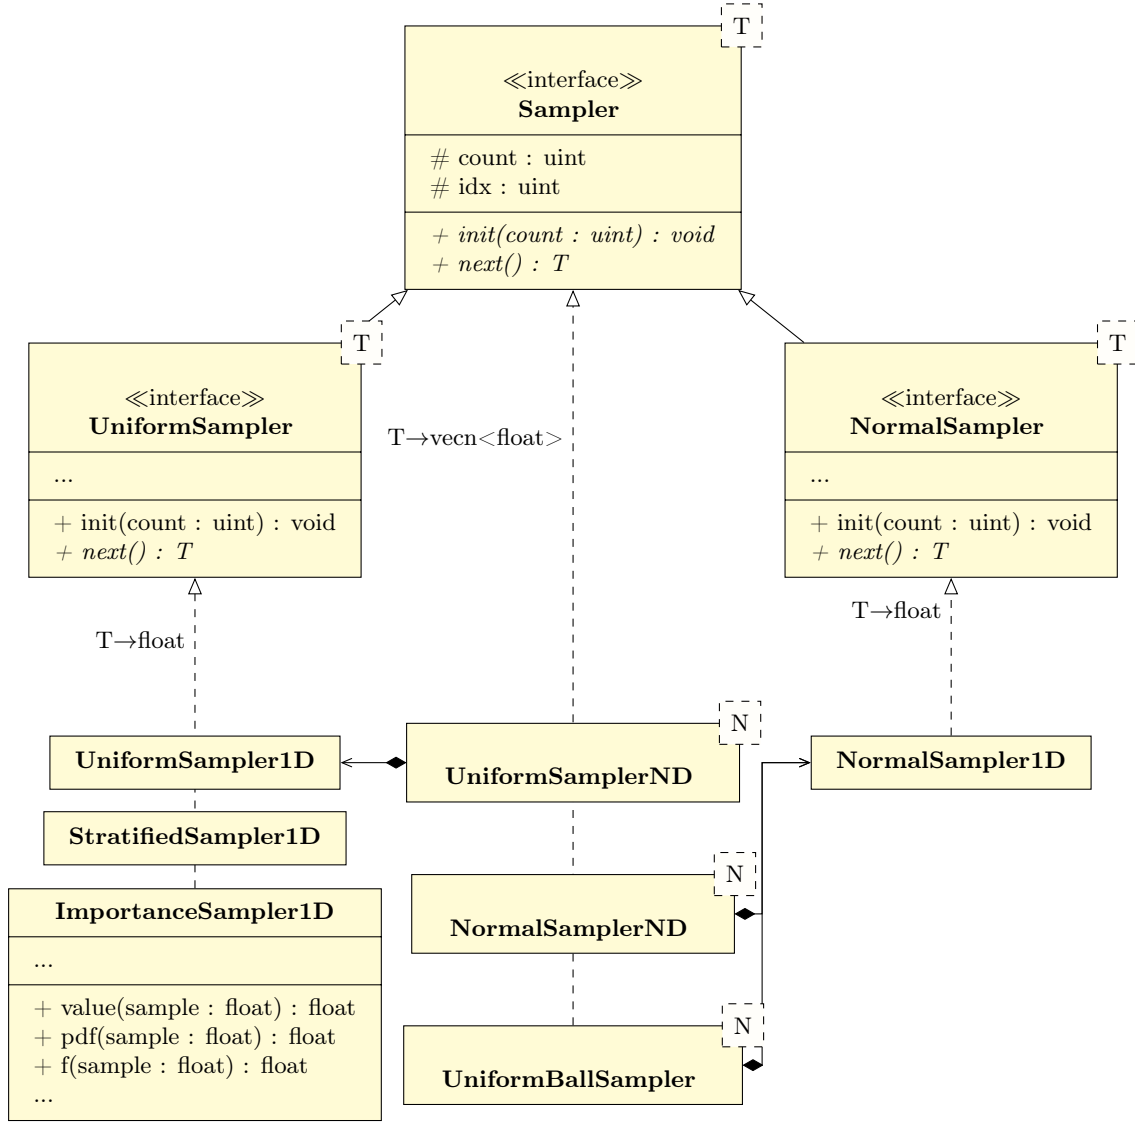 T
≪interface≫
Sampler
# count : uint
# idx : uint
+ init(count : uint) : void
+ next() : T
T
≪interface≫
UniformSampler
...
+ init(count : uint) : void
+ next() : T
T→vecn<float>
T
≪interface≫
NormalSampler
...
+ init(count : uint) : void
+ next() : T
T→float
T→float
UniformSampler1D
N
UniformSamplerND
NormalSampler1D
StratifiedSampler1D
N
NormalSamplerND
ImportanceSampler1D
...
+ value(sample : float) : float
+ pdf(sample : float) : float
+ f(sample : float) : float
...
N
UniformBallSampler